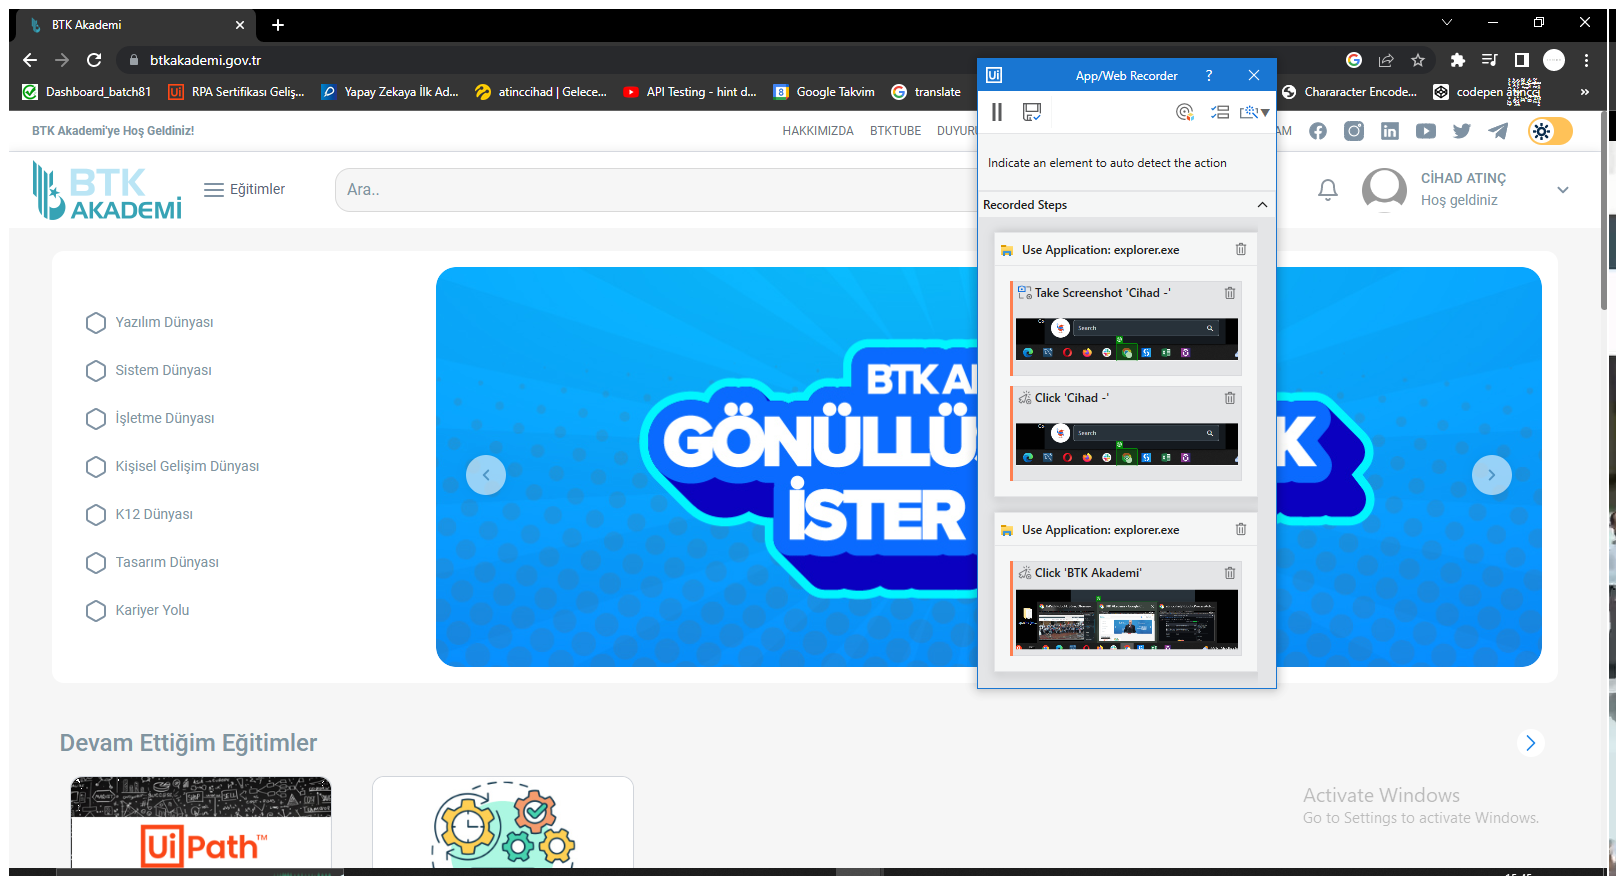 BTK Akademi
btkakademi.gov.tr
Dashboard_batch81
RPA Sertifikası Geliş...
Yapay Zekaya İlk Ad...
atinccihad | Gelece...
API Testing - hint d...
Google Takvim
translate
Chararacter Encode...
codepen atincci
App/Web Recorder
Indicate an element to auto detect the action
Recorded Steps
Use Application: explorer.exe
Take Screenshot 'Cihad -'
Search
Click 'Cihad -'
Search
Use Application: explorer.exe
Click 'BTK Akademi'
BTK Akademi'ye Hoş Geldiniz!
HAKKIMIZDA
BTKTUBE
DUYURU
AM
BTK
AKADEMİ
Eğitimler
Ara..
CİHAD ATINÇ
Hoş geldiniz
Yazılım Dünyası
Sistem Dünyası
İşletme Dünyası
Kişisel Gelişim Dünyası
K12 Dünyası
Tasarım Dünyası
Kariyer Yolu
BTK A
GÖNÜLLÜ
K
İSTER
Devam Ettiğim Eğitimler
UiPath™
Activate Windows
Go to Settings to activate Windows.